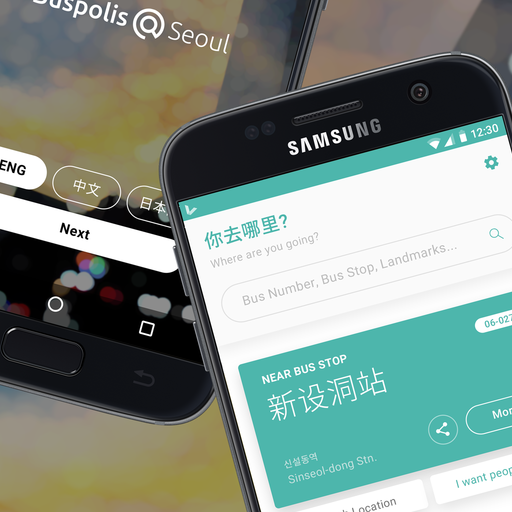 Buspolis @ Seoul
ENG
中文
日本
Next
SAMSUNG
12:30
你去哪里?
Where are you going?
Bus Number, Bus Stop, Landmarks...
06-027
NEAR BUS STOP
新设洞站
신설동역
Sinseol-dong Stn.
Location
I want peop